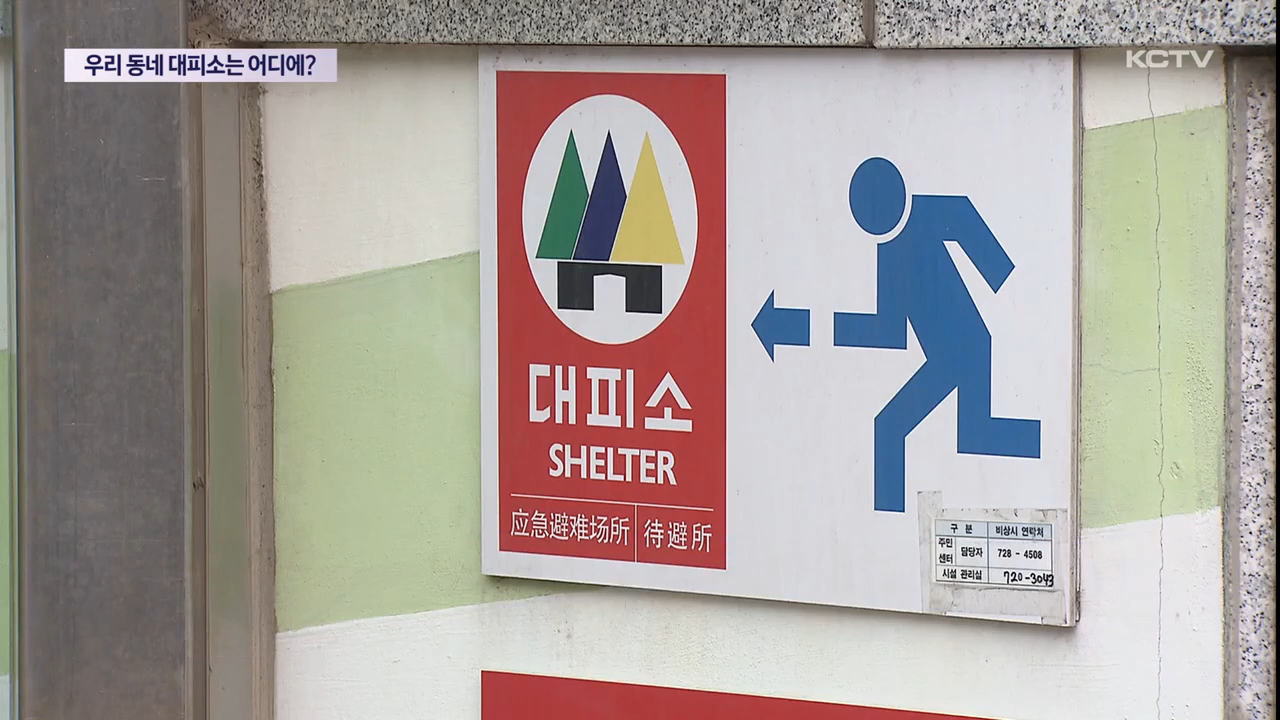 우리 동네 대피소는 어디에?
KCTV
대피소
SHELTER
应急避难场所 待避所
구 분 비상시 연락처
주민센터 담당자 728 - 4508
시설 관리실 720-3043